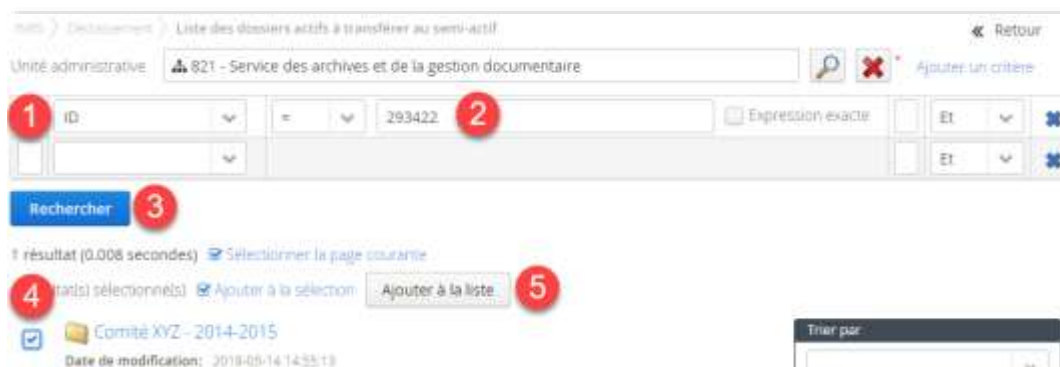 Déclassement Liste des dossiers actifs à transférer au semi-actif « Retour
Unité administrative 821 - Service des archives et de la gestion documentaire * Ajouter un critère
1 ID = 293422 2 Expression exacte Et
Et
Rechercher 3
1 résultat (0.008 secondes) Sélectionner la page courante
4 sélectionné(s) Ajouter à la sélection Ajouter à la liste 5
Comité XYZ - 2014-2015 Trier par
Date de modification: